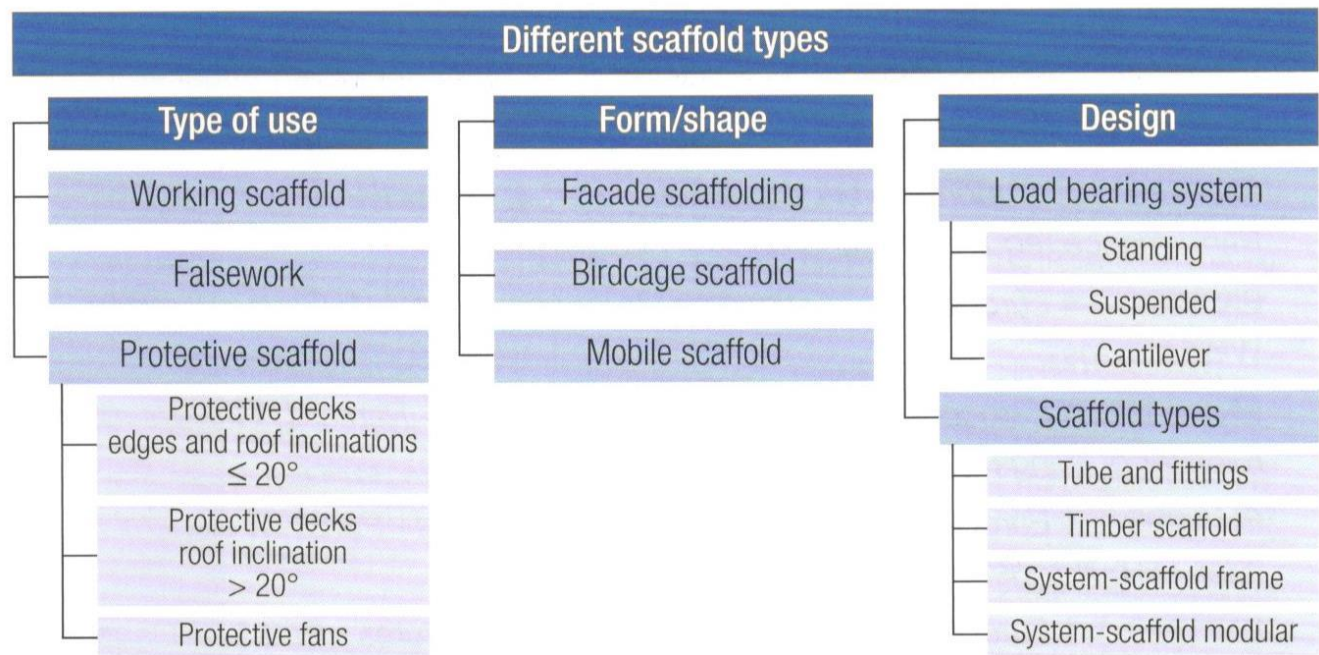 Different scaffold types
Type of use
Working scaffold
Falsework
Protective scaffold
Protective decks
edges and roof inclinations
≤ 20°
Protective decks
roof inclination
> 20°
Protective fans
Form/shape
Facade scaffolding
Birdcage scaffold
Mobile scaffold
Design
Load bearing system
Standing
Suspended
Cantilever
Scaffold types
Tube and fittings
Timber scaffold
System-scaffold frame
System-scaffold modular